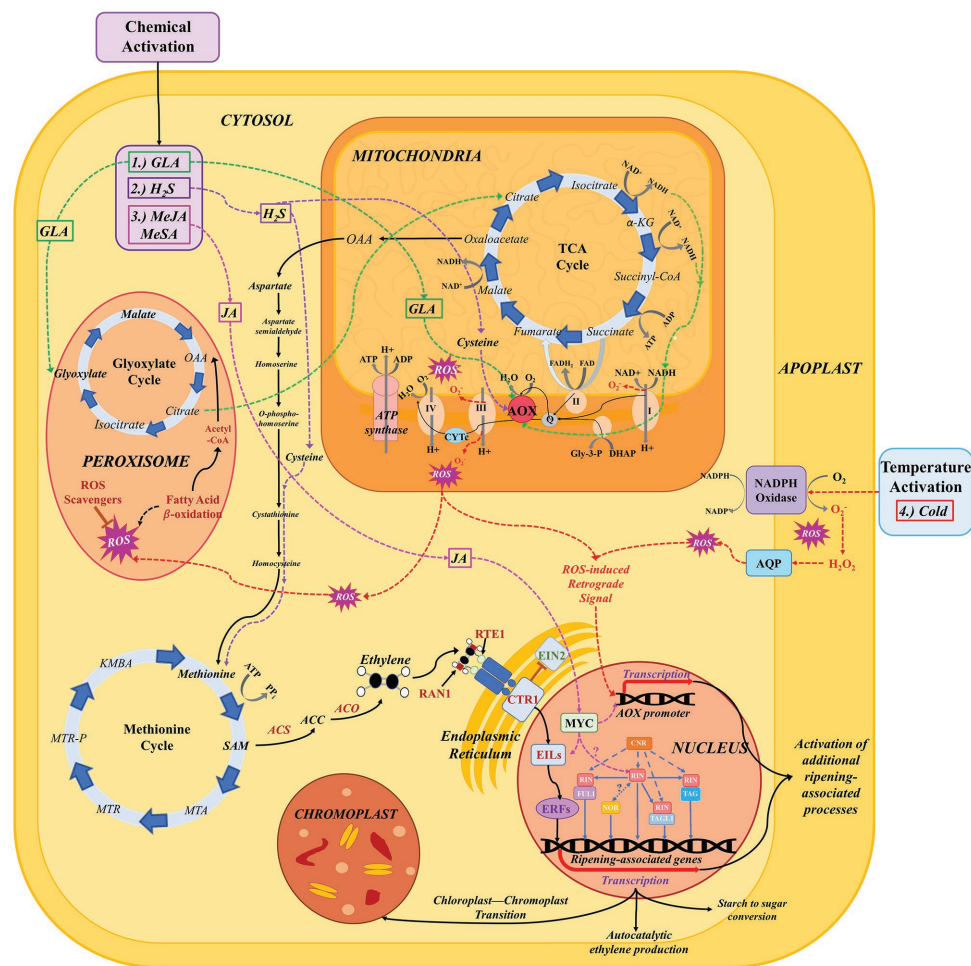 Chemical
Activation
CYTOSOL
1.) GLA
2.) H₂S
3.) MeJA
MeSA
GLA
H₂S
JA
MITOCHONDRIA
Citrate
Isocitrate
NAD⁺
NADH
α-KG
NAD⁺
NADH
Succinyl-CoA
ADP
ATP
Succinate
Fumarate
Malate
NADH
NAD⁺
Oxaloacetate
OAA
TCA
Cycle
GLA
Cysteine
FADH₂
FAD
H+
ATP
ADP
ATP
synthase
ROS
H₂O
O₂
IV
H+
CYTc
O₂⁻
III
H+
O₂⁻
H₂O
O₂
AOX
Q
II
Gly-3-P
DHAP
NAD+
NADH
O₂⁻
I
H+
ROS
APOPLAST
Aspartate
Aspartate
semialdehyde
Homoserine
O-phospho-
homoserine
Cysteine
Cystathionine
Homocysteine
Malate
OAA
Glyoxylate
Cycle
Glyoxylate
Citrate
Isocitrate
Acetyl
-CoA
PEROXISOME
ROS
Scavengers
Fatty Acid
β-oxidation
ROS
ROS
NADPH
NADP⁺
NADPH
Oxidase
O₂
O₂⁻
ROS
H₂O₂
AQP
ROS
Temperature
Activation
4.) Cold
JA
ROS-induced
Retrograde
Signal
KMBA
Methionine
ATP
PPᵢ
Methionine
Cycle
MTR-P
SAM
MTR
MTA
ACS
ACC
ACO
Ethylene
RTE1
RAN1
EIN2
CTR1
Endoplasmic
Reticulum
Transcription
AOX promoter
MYC
NUCLEUS
EILs
?
CNR
RIN
FUL1
RIN
RIN
TAG
?
NOR
RIN
TAGL1
ERFs
Ripening-associated genes
Transcription
Activation of
additional
ripening-
associated
processes
CHROMOPLAST
Chloroplast—Chromoplast
Transition
Starch to sugar
conversion
Autocatalytic
ethylene production